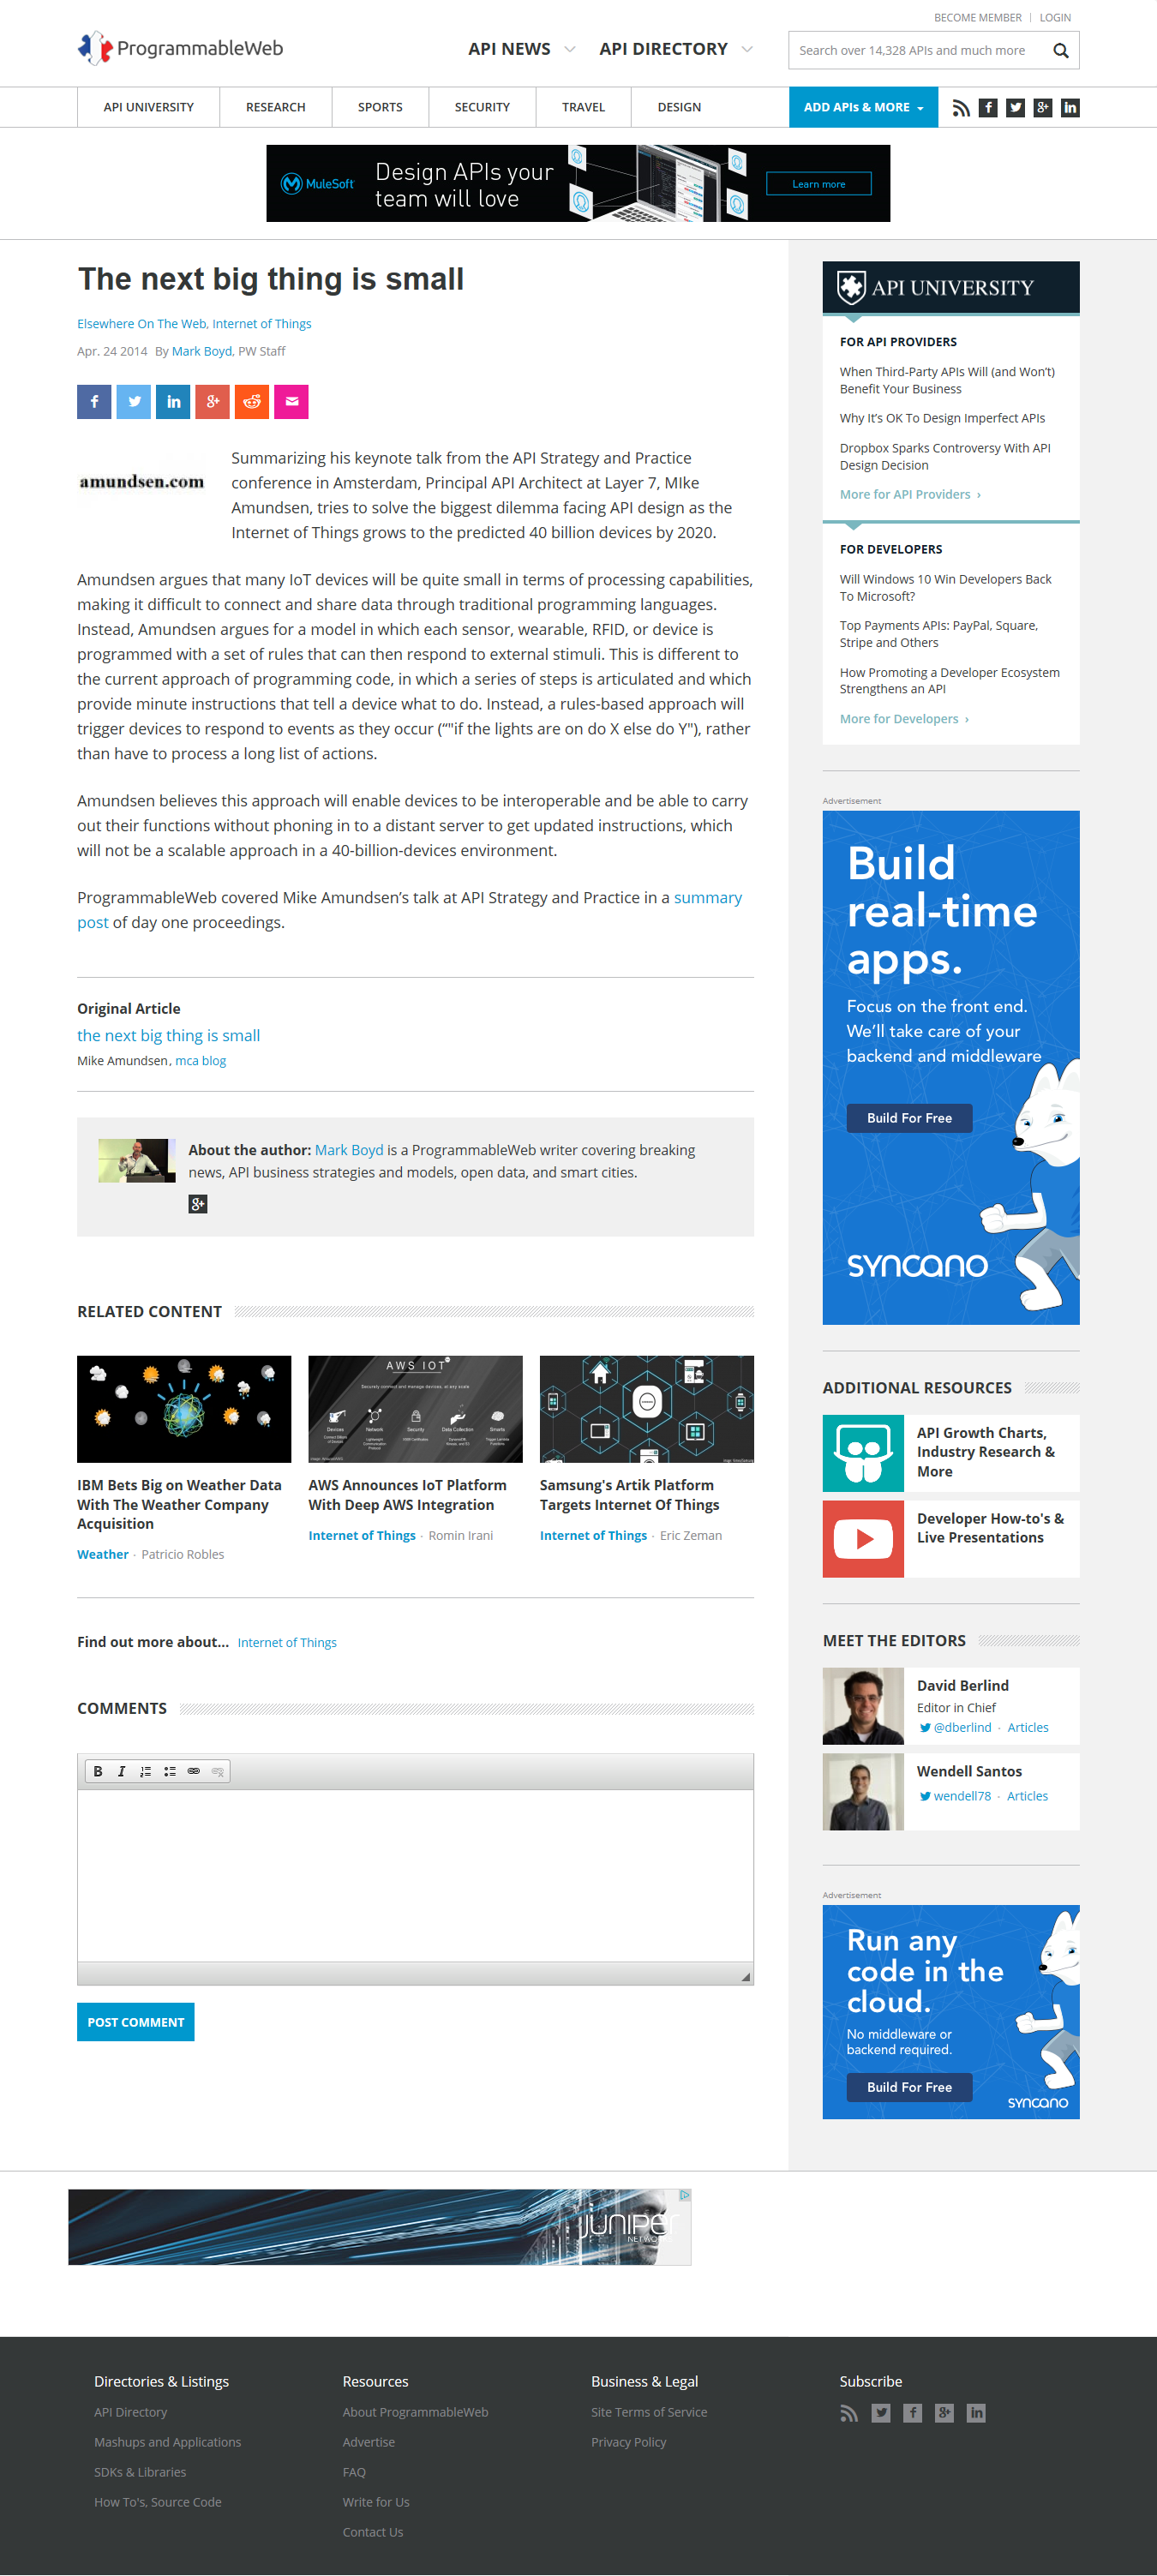 BECOME MEMBER | LOGIN
ProgrammableWeb
API NEWS
API DIRECTORY
Search over 14,328 APIs and much more
API UNIVERSITY
RESEARCH
SPORTS
SECURITY
TRAVEL
DESIGN
ADD APIs & MORE
MuleSoft
Design APIs your
team will love
Learn more
The next big thing is small
Elsewhere On The Web, Internet of Things
Apr. 24 2014 By Mark Boyd, PW Staff
amundsen.com
Summarizing his keynote talk from the API Strategy and Practice
conference in Amsterdam, Principal API Architect at Layer 7, MIke
Amundsen, tries to solve the biggest dilemma facing API design as the
Internet of Things grows to the predicted 40 billion devices by 2020.
Amundsen argues that many IoT devices will be quite small in terms of processing capabilities,
making it difficult to connect and share data through traditional programming languages.
Instead, Amundsen argues for a model in which each sensor, wearable, RFID, or device is
programmed with a set of rules that can then respond to external stimuli. This is different to
the current approach of programming code, in which a series of steps is articulated and which
provide minute instructions that tell a device what to do. Instead, a rules-based approach will
trigger devices to respond to events as they occur (“"if the lights are on do X else do Y"), rather
than have to process a long list of actions.
Amundsen believes this approach will enable devices to be interoperable and be able to carry
out their functions without phoning in to a distant server to get updated instructions, which
will not be a scalable approach in a 40-billion-devices environment.
ProgrammableWeb covered Mike Amundsen’s talk at API Strategy and Practice in a summary
post of day one proceedings.
Original Article
the next big thing is small
Mike Amundsen, mca blog
About the author: Mark Boyd is a ProgrammableWeb writer covering breaking
news, API business strategies and models, open data, and smart cities.
RELATED CONTENT
AWS IOT
Securely connect and manage devices, at any scale
Devices
Network
Security
Data Collection
Smarts
IBM Bets Big on Weather Data
With The Weather Company
Acquisition
Weather · Patricio Robles
AWS Announces IoT Platform
With Deep AWS Integration
Internet of Things · Romin Irani
Samsung's Artik Platform
Targets Internet Of Things
Internet of Things · Eric Zeman
Find out more about... Internet of Things
COMMENTS
B I
POST COMMENT
API UNIVERSITY
FOR API PROVIDERS
When Third-Party APIs Will (and Won’t)
Benefit Your Business
Why It’s OK To Design Imperfect APIs
Dropbox Sparks Controversy With API
Design Decision
More for API Providers ›
FOR DEVELOPERS
Will Windows 10 Win Developers Back
To Microsoft?
Top Payments APIs: PayPal, Square,
Stripe and Others
How Promoting a Developer Ecosystem
Strengthens an API
More for Developers ›
Advertisement
Build
real-time
apps.
Focus on the front end.
We’ll take care of your
backend and middleware
Build For Free
syncano
ADDITIONAL RESOURCES
API Growth Charts,
Industry Research &
More
Developer How-to's &
Live Presentations
MEET THE EDITORS
David Berlind
Editor in Chief
@dberlind · Articles
Wendell Santos
wendell78 · Articles
Advertisement
Run any
code in the
cloud.
No middleware or
backend required.
Build For Free
syncano
JUNIPER
Directories & Listings
API Directory
Mashups and Applications
SDKs & Libraries
How To's, Source Code
Resources
About ProgrammableWeb
Advertise
FAQ
Write for Us
Contact Us
Business & Legal
Site Terms of Service
Privacy Policy
Subscribe